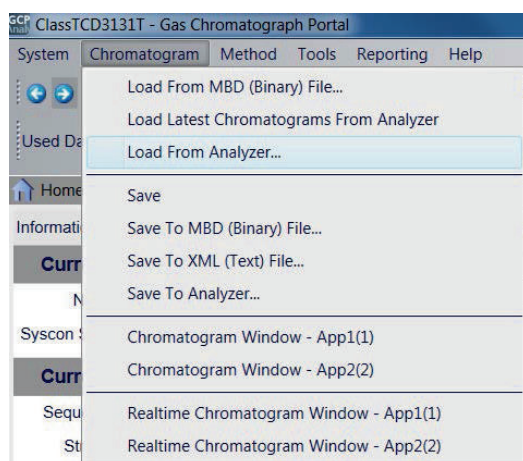 GCP
Anal
ClassTCD3131T - Gas Chromatograph Portal
System Chromatogram Method Tools Reporting Help
Load From MBD (Binary) File...
Load Latest Chromatograms From Analyzer
Used Da
Load From Analyzer...
Home
Save
Informati
Save To MBD (Binary) File...
Curr
Save To XML (Text) File...
N
Save To Analyzer...
Syscon S
Chromatogram Window - App1(1)
Curr
Chromatogram Window - App2(2)
Sequ
Realtime Chromatogram Window - App1(1)
St
Realtime Chromatogram Window - App2(2)